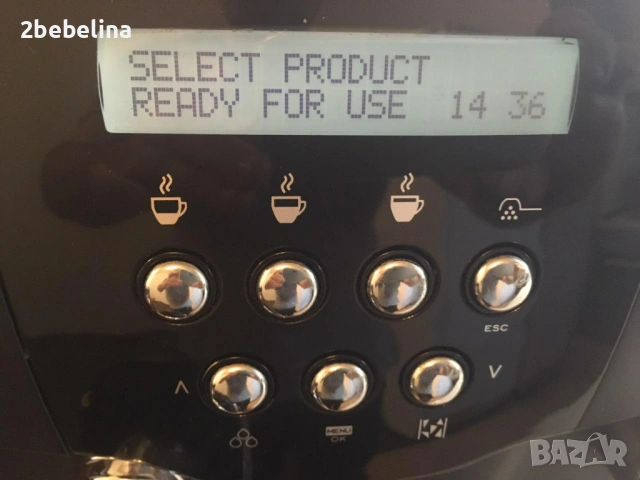 2bebelina
SELECT PRODUCT
READY FOR USE 14 36
ESC
MENU
OK
BAZAR